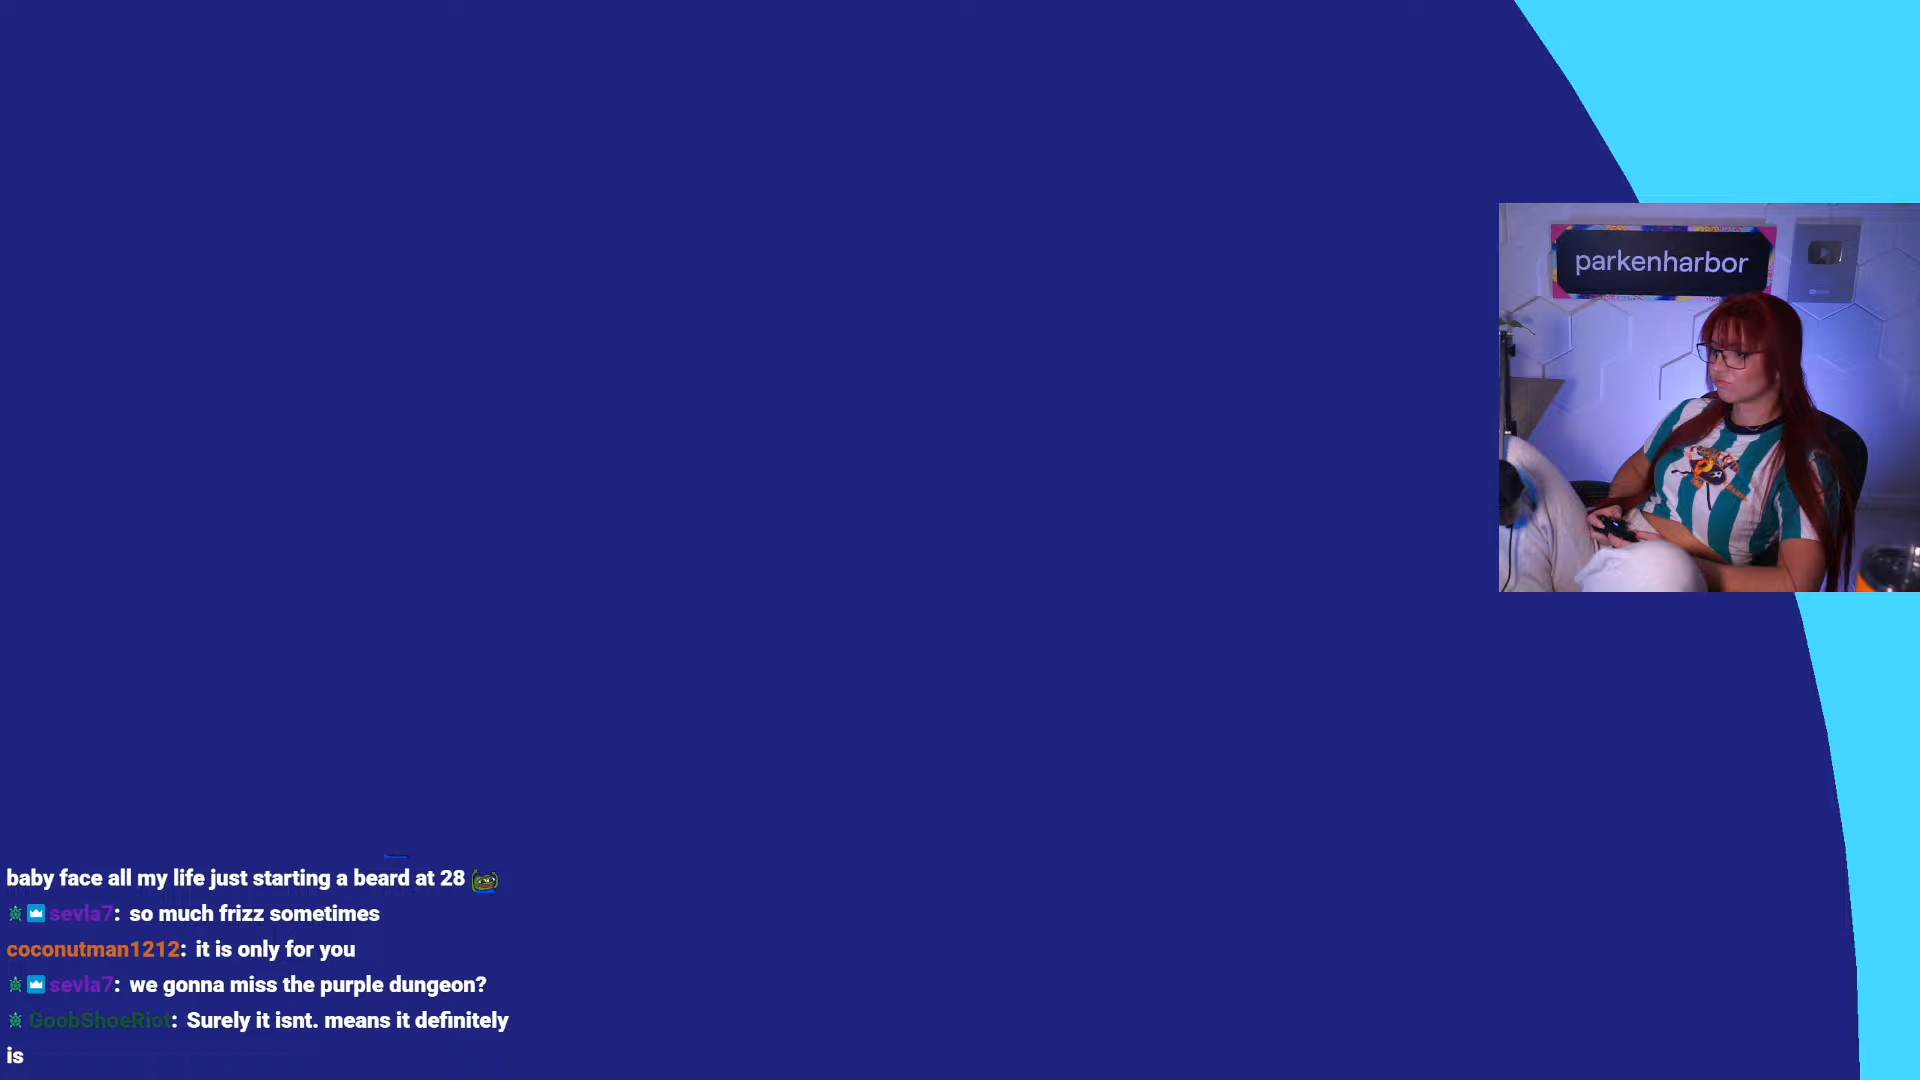 parkenharbor
baby face all my life just starting a beard at 28
sevla7: so much frizz sometimes
coconutman1212: it is only for you
sevla7: we gonna miss the purple dungeon?
GoobShoeRiot: Surely it isnt. means it definitely
is